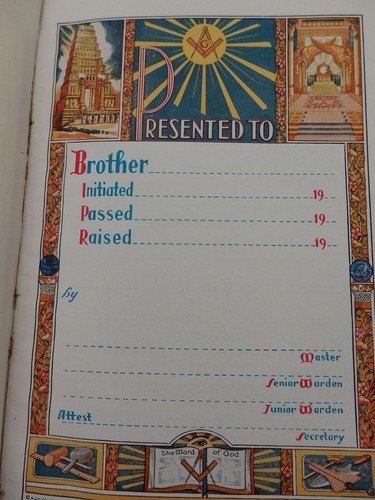 G
PRESENTED TO
Brother
Initiated 19
Passed 19
Raised 19
By
Master
Senior Warden
Junior Warden
Attest
Secretary
The Word of God